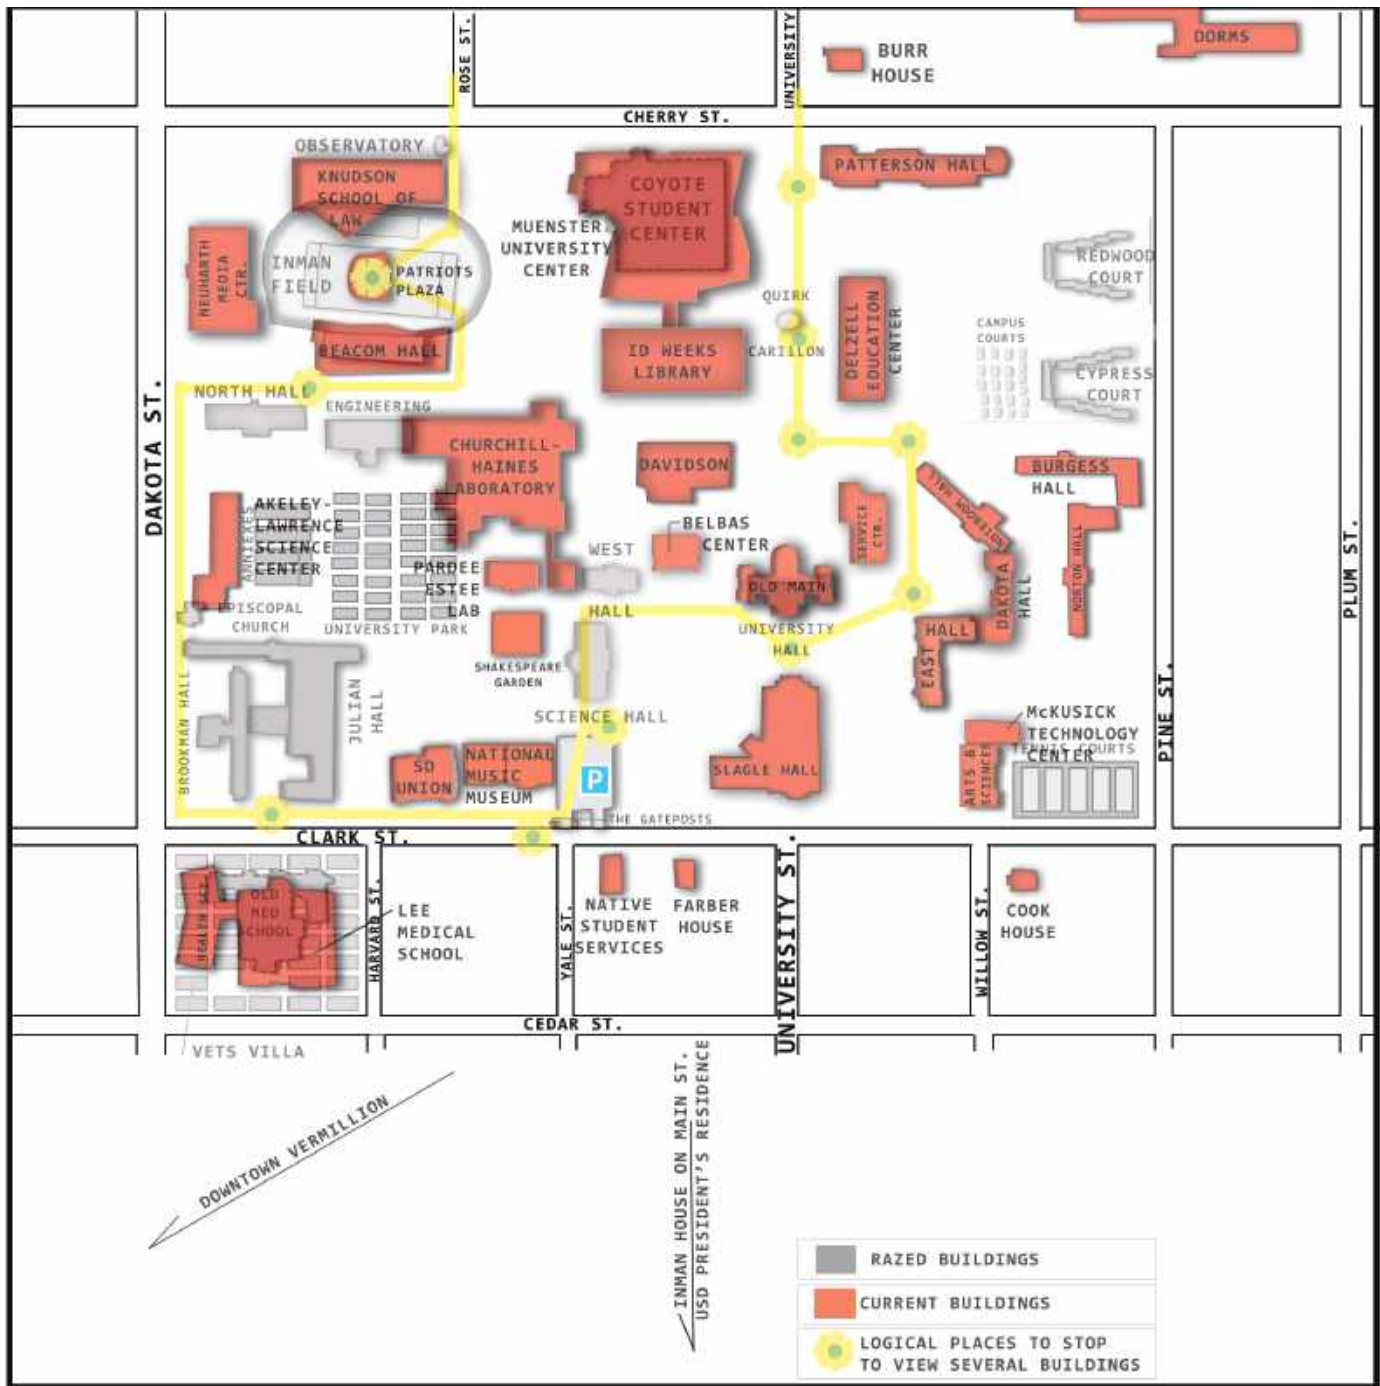 ROSE ST.
UNIVERSITY
BURR
HOUSE
DORMS
CHERRY ST.
OBSERVATORY
KNUDSON
SCHOOL OF
LAW
PATTERSON HALL
COYOTE
STUDENT
CENTER
MUENSTER
UNIVERSITY
CENTER
NEUHARTH
MEDIA
CTR.
INMAN
FIELD
PATRIOTS
PLAZA
REDWOOD
COURT
QUIRK
CARILLON
DELZELL
EDUCATION
CENTER
CAMPUS
COURTS
BEACOM HALL
ID WEEKS
LIBRARY
CYPRESS
COURT
NORTH HALL
ENGINEERING
DAKOTA ST.
CHURCHILL-
HAINES
LABORATORY
DAVIDSON
BURGESS
HALL
NORTON HALL
AKELEY-
LAWRENCE
SCIENCE
CENTER
ANNIEXES
BELBAS
CENTER
SERVICE
CTR.
WEST
HALL
PARDEE
ESTEE
LAB
OLD MAIN
DAKOTA
HALL
PLUM ST.
EPISCOPAL
CHURCH
UNIVERSITY PARK
UNIVERSITY
HALL
EAST
HALL
SHAKESPEARE
GARDEN
BROOKMAN HALL
JULIAN
HALL
SCIENCE HALL
PINE ST.
McKUSICK
TECHNOLOGY
CENTER
TENNIS COURTS
ARTS &
SCIENCES
SD
UNION
NATIONAL
MUSIC
MUSEUM
P
SLAGLE HALL
THE GATEPOSTS
CLARK ST.
OLD
MED
SCHOOL
LEE
MEDICAL
SCHOOL
HARVARD ST.
YALE ST.
NATIVE
STUDENT
SERVICES
FARBER
HOUSE
UNIVERSITY ST.
WILLOW ST.
COOK
HOUSE
CEDAR ST.
VETS VILLA
DOWNTOWN VERMILLION
INMAN HOUSE ON MAIN ST.
USD PRESIDENT'S RESIDENCE
RAZED BUILDINGS
CURRENT BUILDINGS
LOGICAL PLACES TO STOP
TO VIEW SEVERAL BUILDINGS